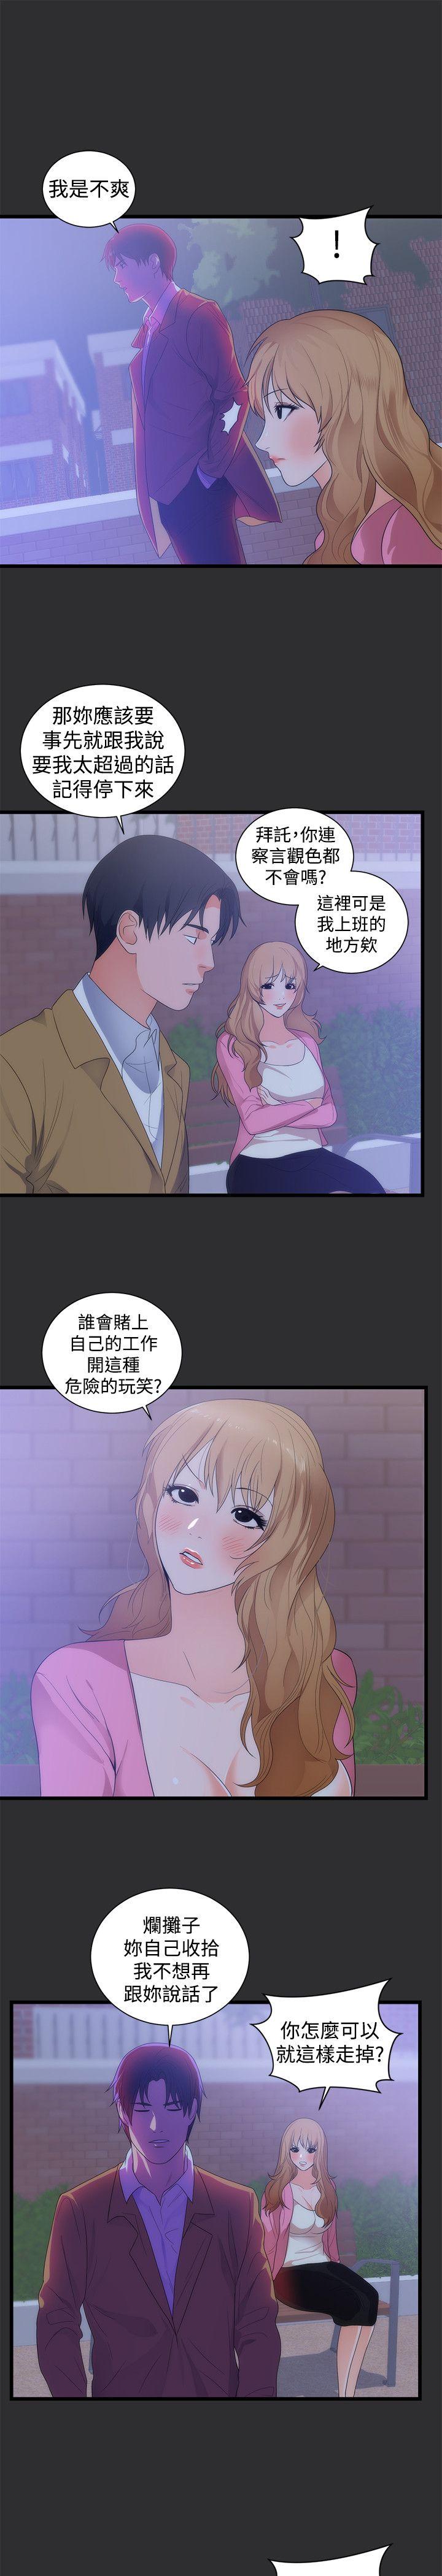 我是不爽
!
那妳應該要
事先就跟我說
要我太超過的話
記得停下來
拜託,你連
察言觀色都
不會嗎?
這裡可是
我上班的
地方欸
誰會賭上
自己的工作
開這種
危險的玩笑?
爛攤子
妳自己收拾
我不想再
跟妳說話了
你怎麼可以
就這樣走掉?